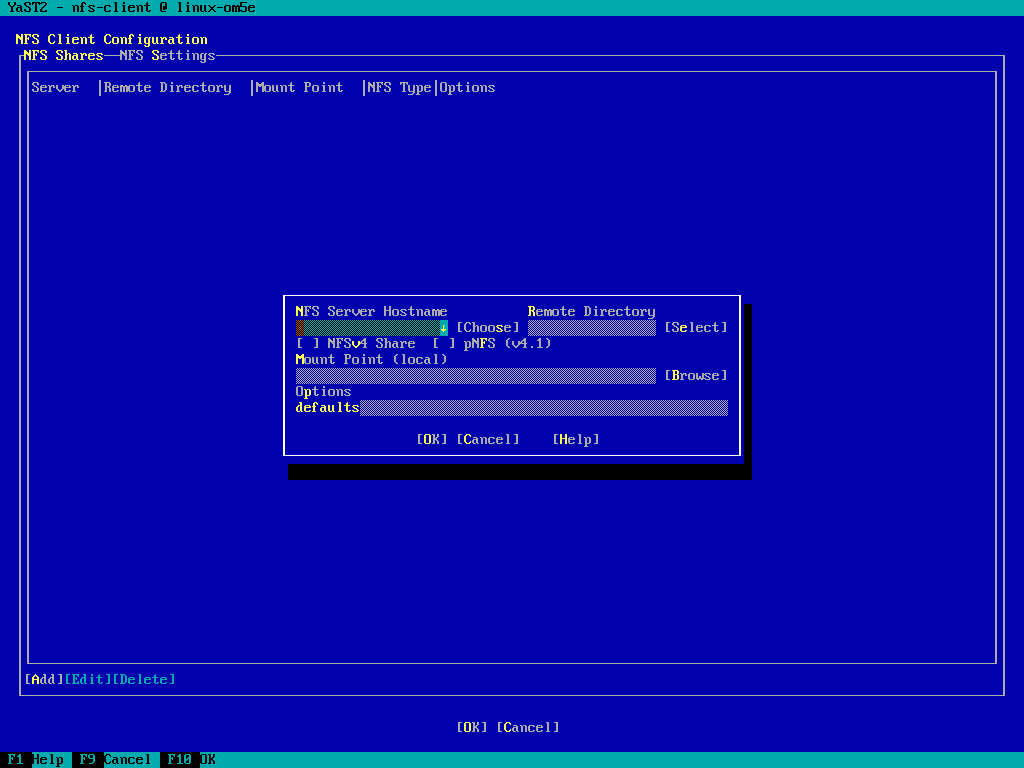 YaST2 - nfs-client @ linux-om5e
NFS Client Configuration
NFS Shares NFS Settings
Server |Remote Directory |Mount Point |NFS Type|Options
NFS Server Hostname Remote Directory
↓ [Choose] [Select]
[ ] NFSv4 Share [ ] pNFS (v4.1)
Mount Point (local)
[Browse]
Options
defaults
[OK] [Cancel] [Help]
[Add][Edit][Delete]
[OK] [Cancel]
F1 Help F9 Cancel F10 OK